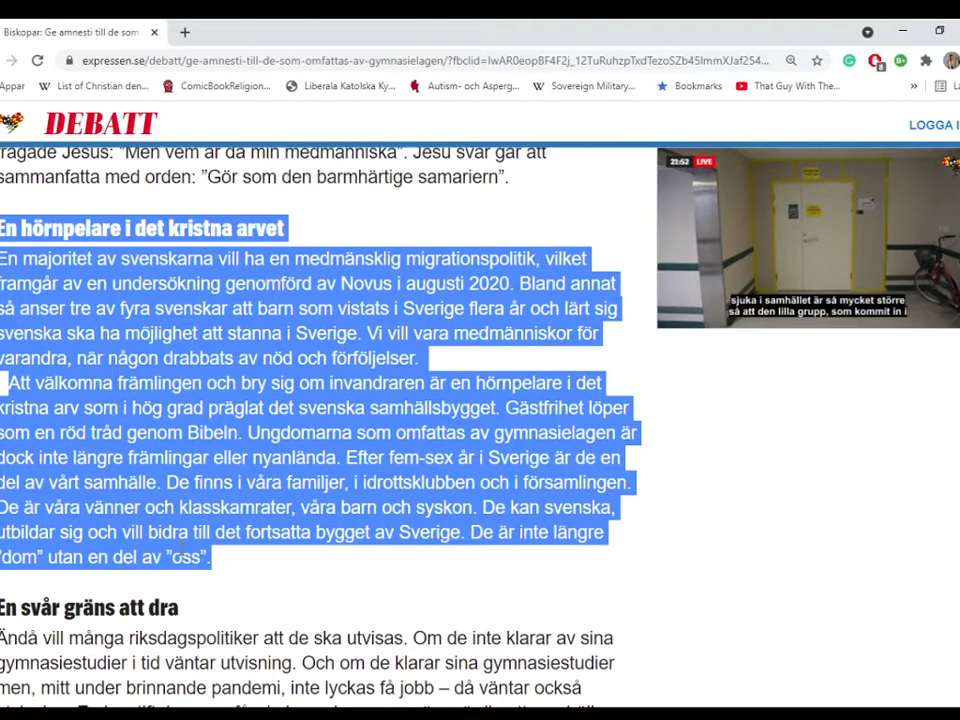 Biskopar: Ge amnesti till de som
expressen.se/debatt/ge-amnesti-till-de-som-omfattas-av-gymnasielagen/?fbclid=IwAR0eopBF4F2j_12TuRuhzpTxdTezoSZb45ImmXJaf254...
Appar
List of Christian den...
ComicBookReligion...
Liberala Katolska Ky...
Autism- och Asperg...
Sovereign Military...
Bookmarks
That Guy With The...
»
DEBATT
LOGGA I
frågade Jesus: ”Men vem är då min medmänniska”. Jesu svar går att
sammanfatta med orden: ”Gör som den barmhärtige samariern”.
En hörnpelare i det kristna arvet
En majoritet av svenskarna vill ha en medmänsklig migrationspolitik, vilket
framgår av en undersökning genomförd av Novus i augusti 2020. Bland annat
så anser tre av fyra svenskar att barn som vistats i Sverige flera år och lärt sig
svenska ska ha möjlighet att stanna i Sverige. Vi vill vara medmänniskor för
varandra, när någon drabbats av nöd och förföljelser.
Att välkomna främlingen och bry sig om invandraren är en hörnpelare i det
kristna arv som i hög grad präglat det svenska samhällsbygget. Gästfrihet löper
som en röd tråd genom Bibeln. Ungdomarna som omfattas av gymnasielagen är
dock inte längre främlingar eller nyanlända. Efter fem-sex år i Sverige är de en
del av vårt samhälle. De finns i våra familjer, i idrottsklubben och i församlingen.
De är våra vänner och klasskamrater, våra barn och syskon. De kan svenska,
utbildar sig och vill bidra till det fortsatta bygget av Sverige. De är inte längre
”dom” utan en del av ”oss”.
21:52 LIVE
sjuka i samhället är så mycket större
så att den lilla grupp, som kommit in i
En svår gräns att dra
Ändå vill många riksdagspolitiker att de ska utvisas. Om de inte klarar av sina
gymnasiestudier i tid väntar utvisning. Och om de klarar sina gymnasiestudier
men, mitt under brinnande pandemi, inte lyckas få jobb – då väntar också